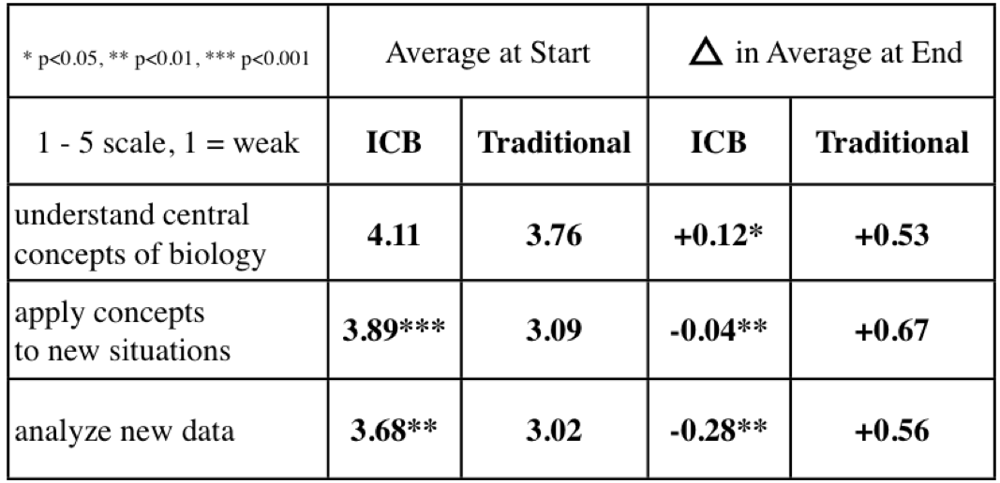 * p<0.05, ** p<0.01, *** p<0.001
Average at Start
△ in Average at End
1 - 5 scale, 1 = weak
ICB
Traditional
ICB
Traditional
understand central
concepts of biology
4.11
3.76
+0.12*
+0.53
apply concepts
to new situations
3.89***
3.09
-0.04**
+0.67
analyze new data
3.68**
3.02
-0.28**
+0.56